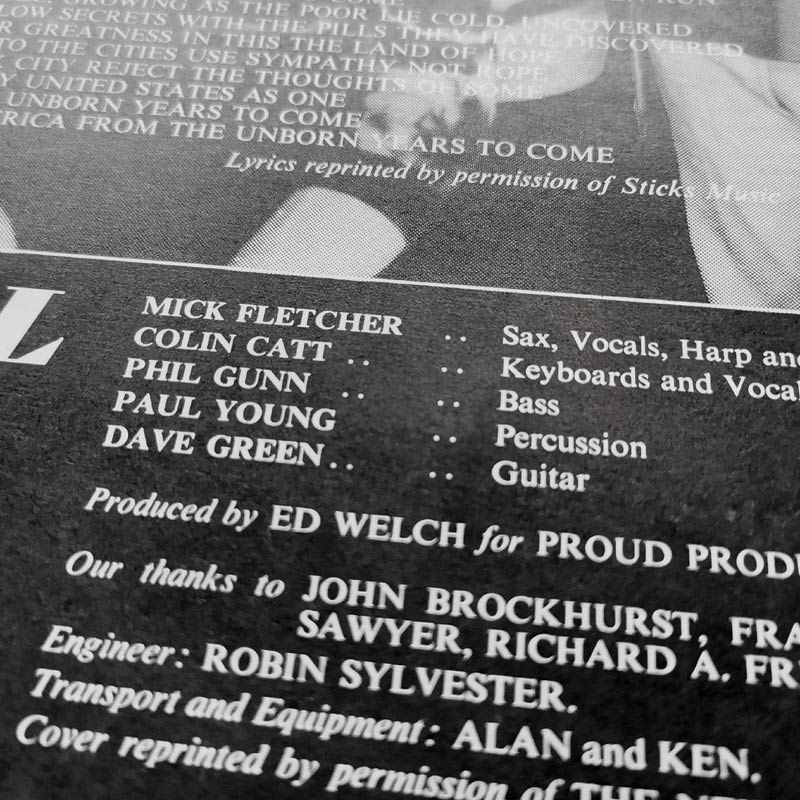 GROWING AS THE POOR LIE COLD, UNCOVERED
LOW SECRETS WITH THE PILLS THEY HAVE DISCOVERED
R GREATNESS IN THIS THE LAND OF HOPE
TO THE CITIES USE SYMPATHY NOT ROPE
CITY REJECT THE THOUGHTS OF SOME
Y UNITED STATES AS ONE
UNBORN YEARS TO COME
ERICA FROM THE UNBORN YEARS TO COME
Lyrics reprinted by permission of Sticks Music
L
MICK FLETCHER .. Sax, Vocals, Harp and
COLIN CATT .. .. Keyboards and Vocal
PHIL GUNN .. .. Bass
PAUL YOUNG .. Percussion
DAVE GREEN .. .. Guitar
Produced by ED WELCH for PROUD PRODU
Our thanks to JOHN BROCKHURST, FRA
SAWYER, RICHARD A. FR
Engineer: ROBIN SYLVESTER.
Transport and Equipment: ALAN and KEN.
Cover reprinted by permission of THE NE